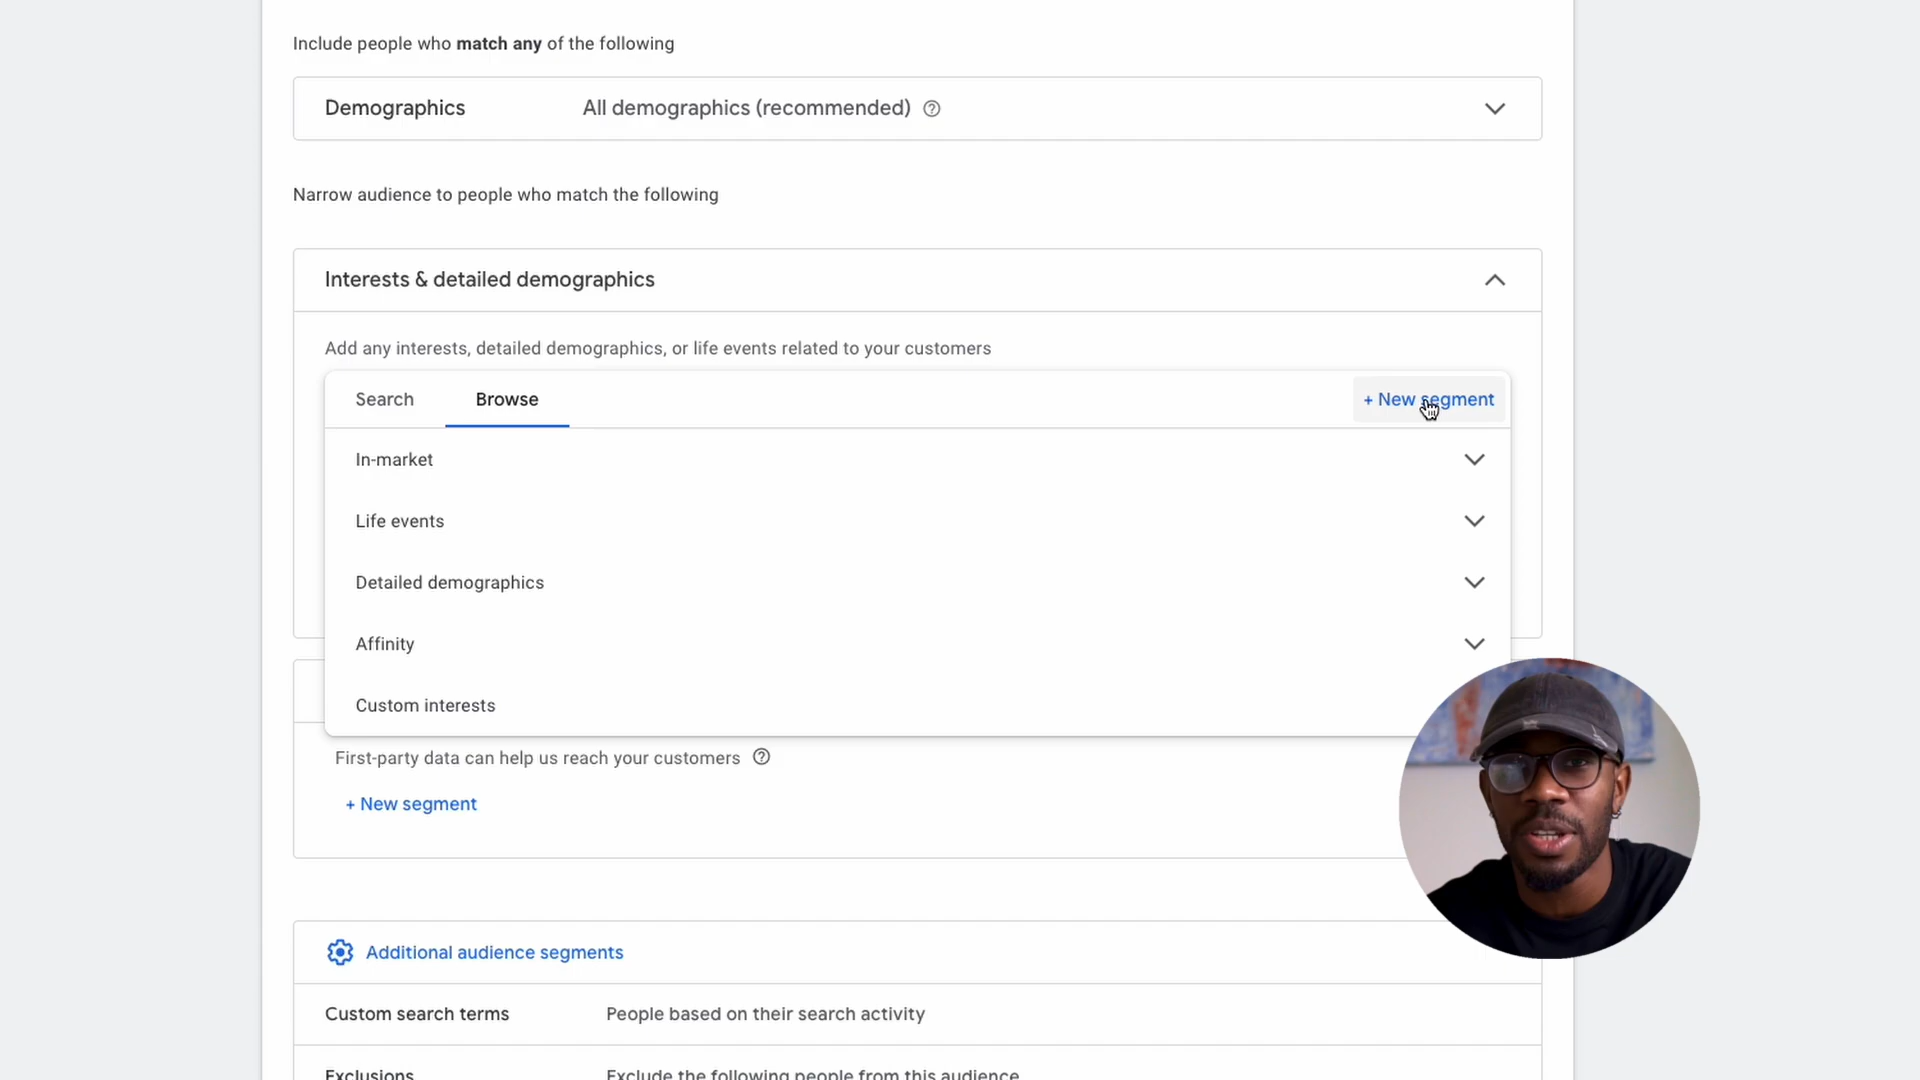 Include people who match any of the following
Demographics All demographics (recommended)
Narrow audience to people who match the following
Interests & detailed demographics
Add any interests, detailed demographics, or life events related to your customers
Search Browse + New segment
In-market
Life events
Detailed demographics
Affinity
Custom interests
First-party data can help us reach your customers
+ New segment
Additional audience segments
Custom search terms People based on their search activity
Exclusions Exclude the following people from this audience